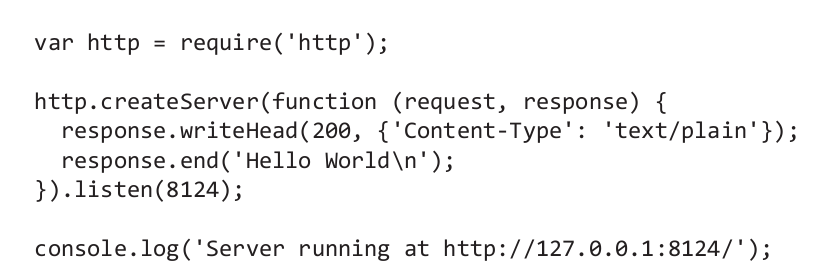 var http = require('http');
http.createServer(function (request, response) {
  response.writeHead(200, {'Content-Type': 'text/plain'});
  response.end('Hello World\n');
}).listen(8124);
console.log('Server running at http://127.0.0.1:8124/');